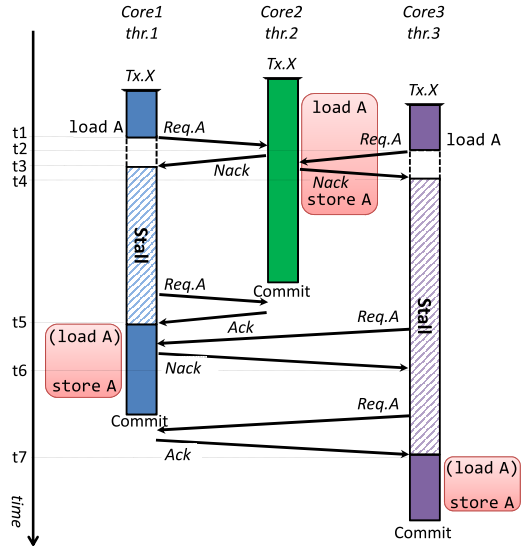 Core1 Core2 Core3
thr.1 thr.2 thr.3
Tx.X
Tx.X
Tx.X
load A
t1 load A Req.A Req.A load A
t2
t3 Nack
t4 Nack
store A
Stall
Req.A
Commit
Stall
Req.A
t5 Ack
(load A)
t6 Nack
store A
Req.A
Commit
t7 Ack
(load A)
store A
time
Commit